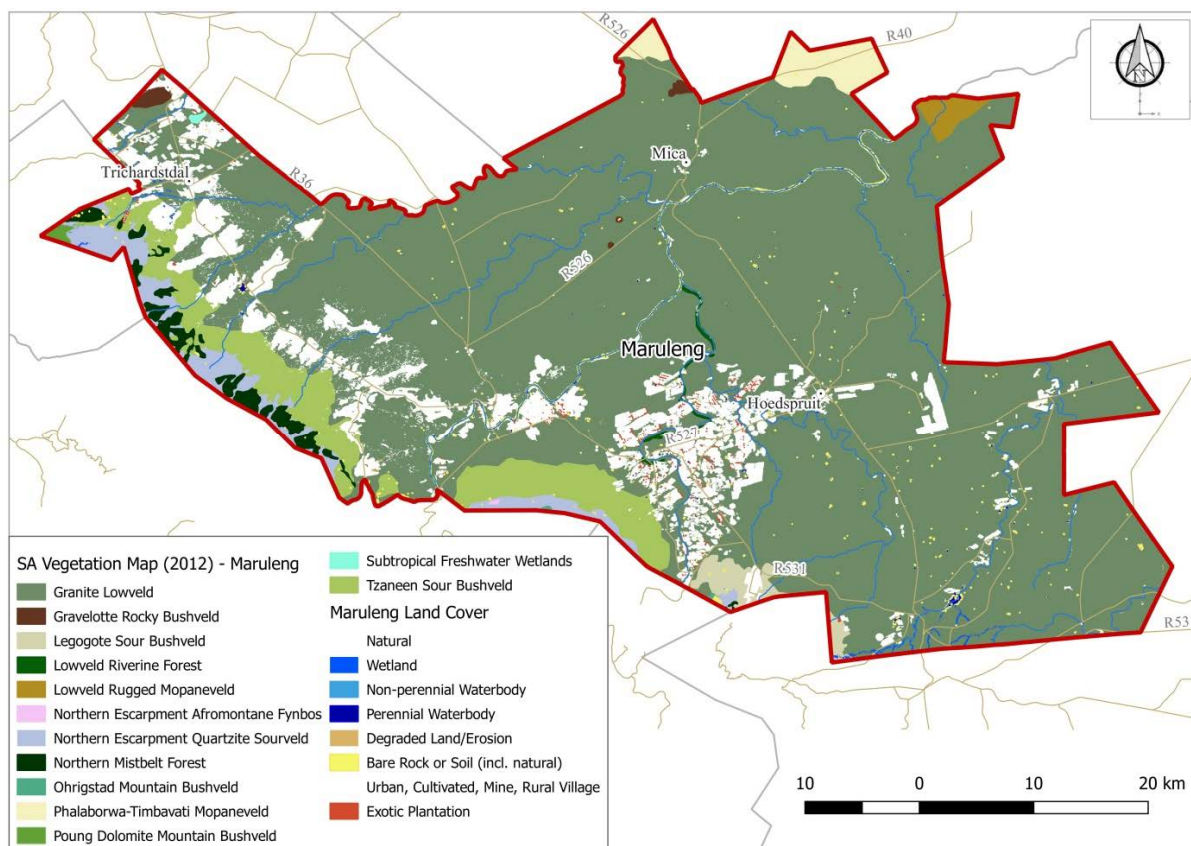 R526
R40
N
Mica
Trichardstdal
R36
R526
Maruleng
Hoedspruit
R527
R531
R53
SA Vegetation Map (2012) - Maruleng
Granite Lowveld
Gravelotte Rocky Bushveld
Legogote Sour Bushveld
Lowveld Riverine Forest
Lowveld Rugged Mopaneveld
Northern Escarpment Afromontane Fynbos
Northern Escarpment Quartzite Sourveld
Northern Mistbelt Forest
Ohrigstad Mountain Bushveld
Phalaborwa-Timbavati Mopaneveld
Poung Dolomite Mountain Bushveld
Subtropical Freshwater Wetlands
Tzaneen Sour Bushveld
Maruleng Land Cover
Natural
Wetland
Non-perennial Waterbody
Perennial Waterbody
Degraded Land/Erosion
Bare Rock or Soil (incl. natural)
Urban, Cultivated, Mine, Rural Village
Exotic Plantation
10 0 10 20 km